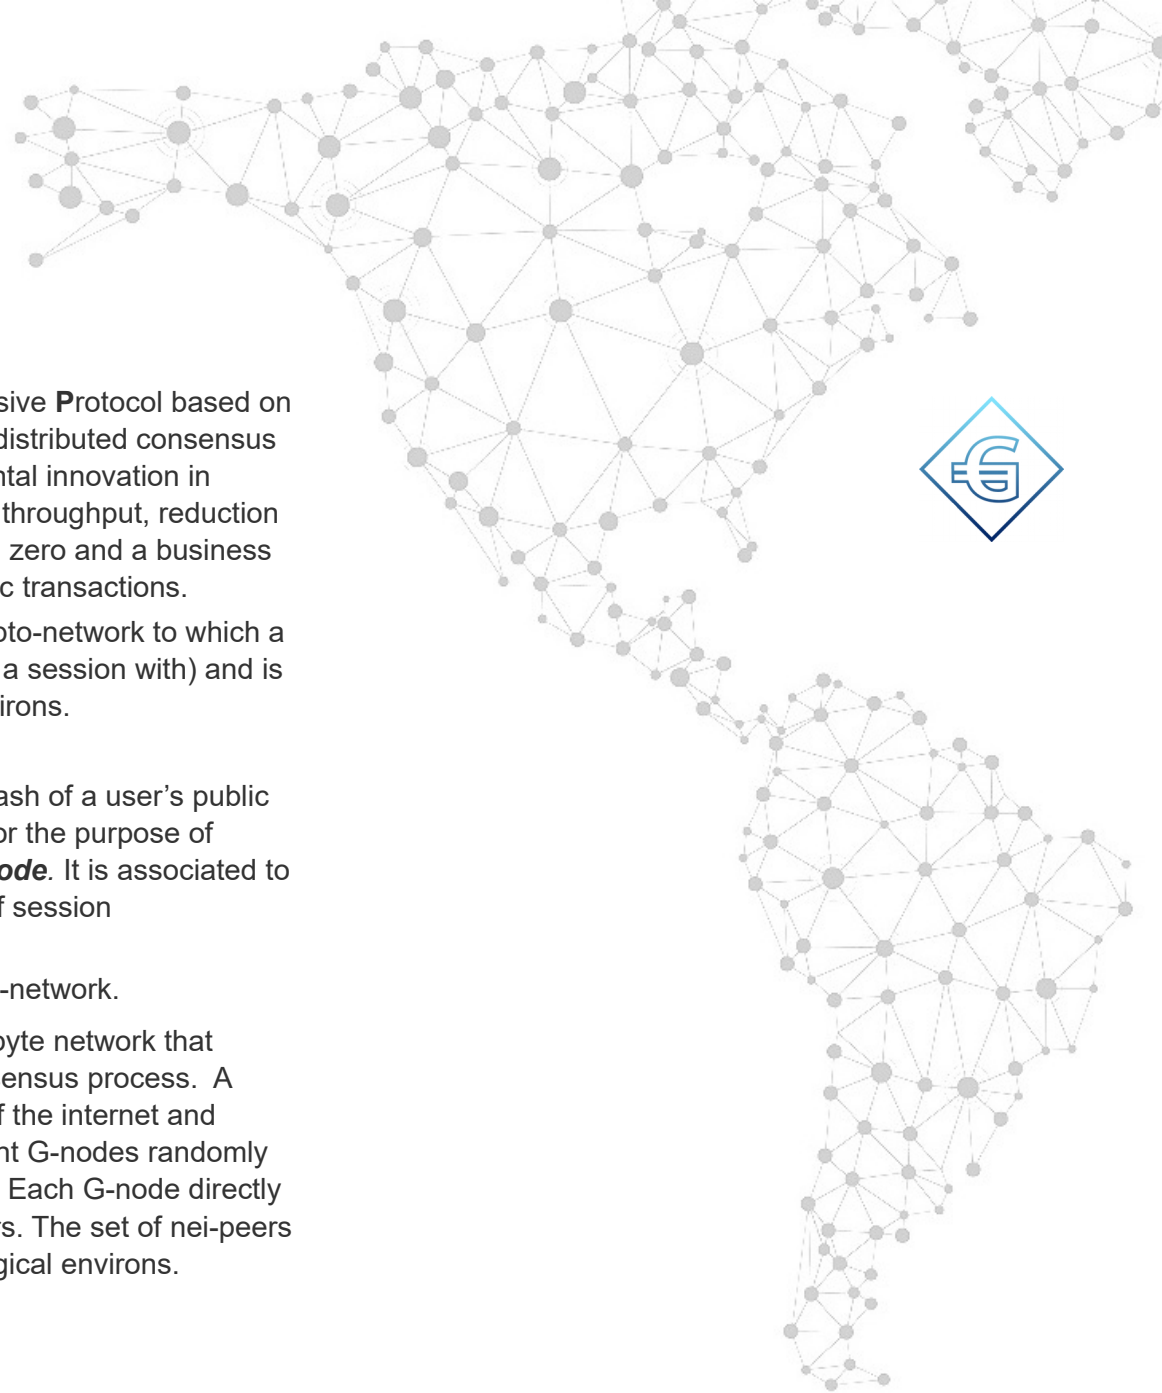 sive Protocol based on
distributed consensus
ntal innovation in
throughput, reduction
zero and a business
c transactions.
oto-network to which a
a session with) and is
irons.
ash of a user’s public
or the purpose of
ode. It is associated to
f session
-network.
byte network that
sensus process. A
f the internet and
nt G-nodes randomly
Each G-node directly
rs. The set of nei-peers
gical environs.